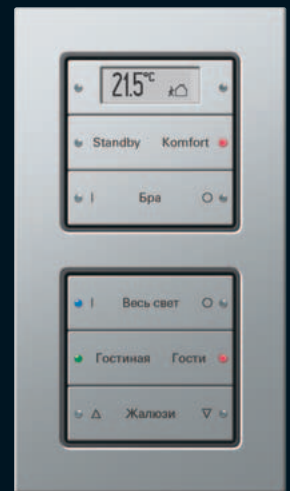 21.5°C
Standby Komfort
I Бра O
I Весь свет O
Гостиная Гости
△ Жалюзи ▽